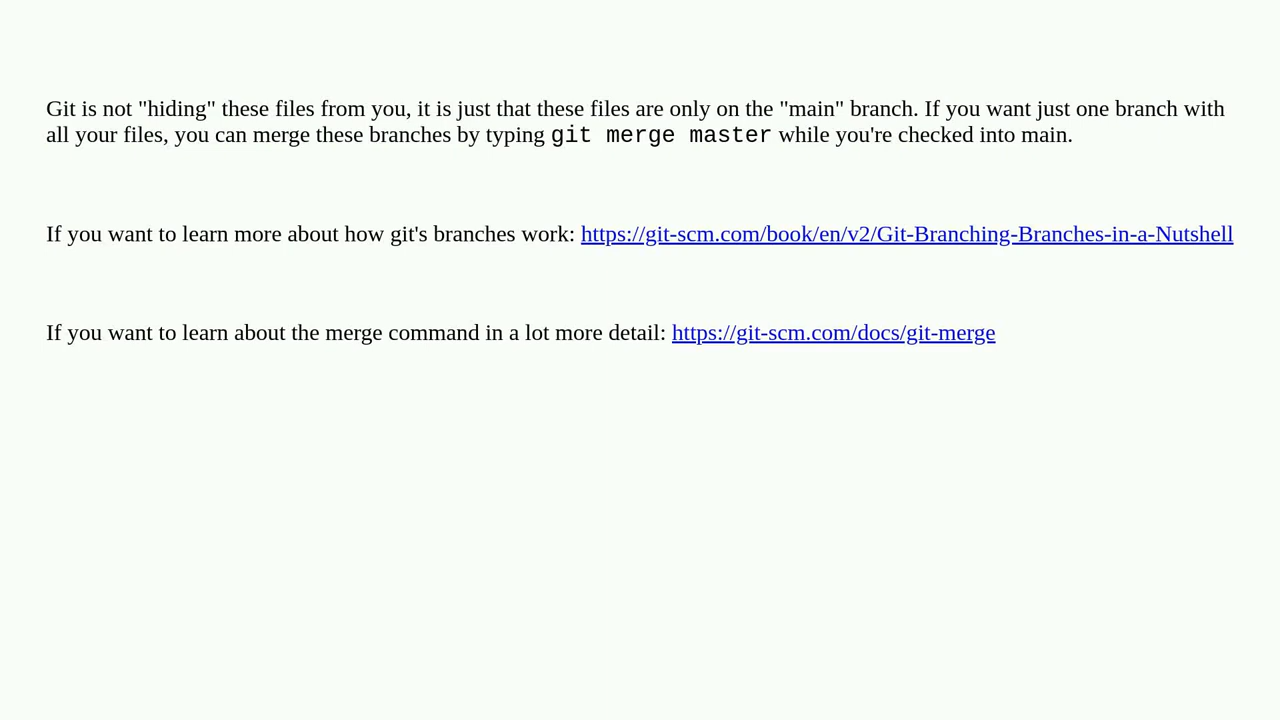 Git is not "hiding" these files from you, it is just that these files are only on the "main" branch. If you want just one branch with
all your files, you can merge these branches by typing git merge master while you're checked into main.
If you want to learn more about how git's branches work: https://git-scm.com/book/en/v2/Git-Branching-Branches-in-a-Nutshell
If you want to learn about the merge command in a lot more detail: https://git-scm.com/docs/git-merge